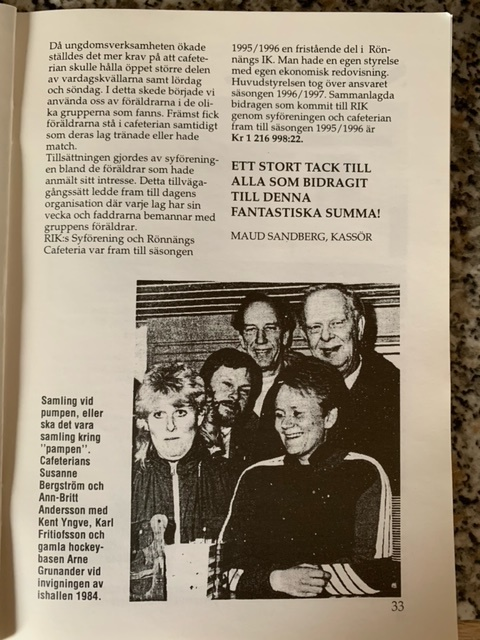 Då ungdomsverksamheten ökade
ställdes det mer krav på att cafete-
rian skulle hålla öppet större delen
av vardagskvällarna samt lördag
och söndag. I detta skede började vi
använda oss av föräldrarna i de oli-
ka grupperna som fanns. Främst fick
föräldrarna stå i cafeterian samtidigt
som deras lag tränade eller hade
match.
Tillsättningen gjordes av syförening-
en bland de föräldrar som hade
anmält sitt intresse. Detta tillväga-
gångssätt ledde fram till dagens
organisation där varje lag har sin
vecka och faddrarna bemannar med
gruppens föräldrar.
RIK:s Syförening och Rönnängs
Cafeteria var fram till säsongen
1995/1996 en fristående del i Rön-
nängs IK. Man hade en egen styrelse
med egen ekonomisk redovisning.
Huvudstyrelsen tog över ansvaret
säsongen 1996/1997. Sammanlagda
bidragen som kommit till RIK
genom syföreningen och cafeterian
fram till säsongen 1995/1996 är
Kr 1 216 998:22.
ETT STORT TACK TILL
ALLA SOM BIDRAGIT
TILL DENNA
FANTASTISKA SUMMA!
MAUD SANDBERG, KASSÖR
Samling vid
pumpen, eller
ska det vara
samling kring
"pampen".
Cafeterians
Susanne
Bergström och
Ann-Britt
Andersson med
Kent Yngve, Karl
Fritiofsson och
gamla hockey-
basen Arne
Grunander vid
invigningen av
ishallen 1984.
33